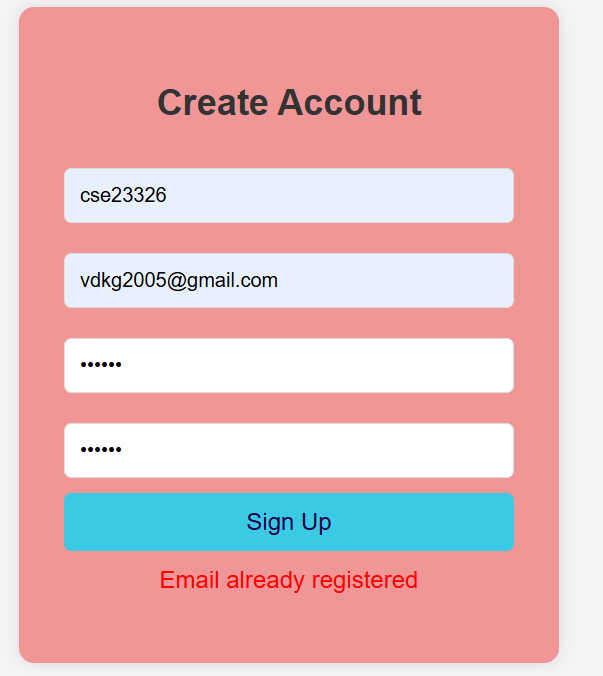 Create Account
cse23326
vdkg2005@gmail.com
••••••
••••••
Sign Up
Email already registered